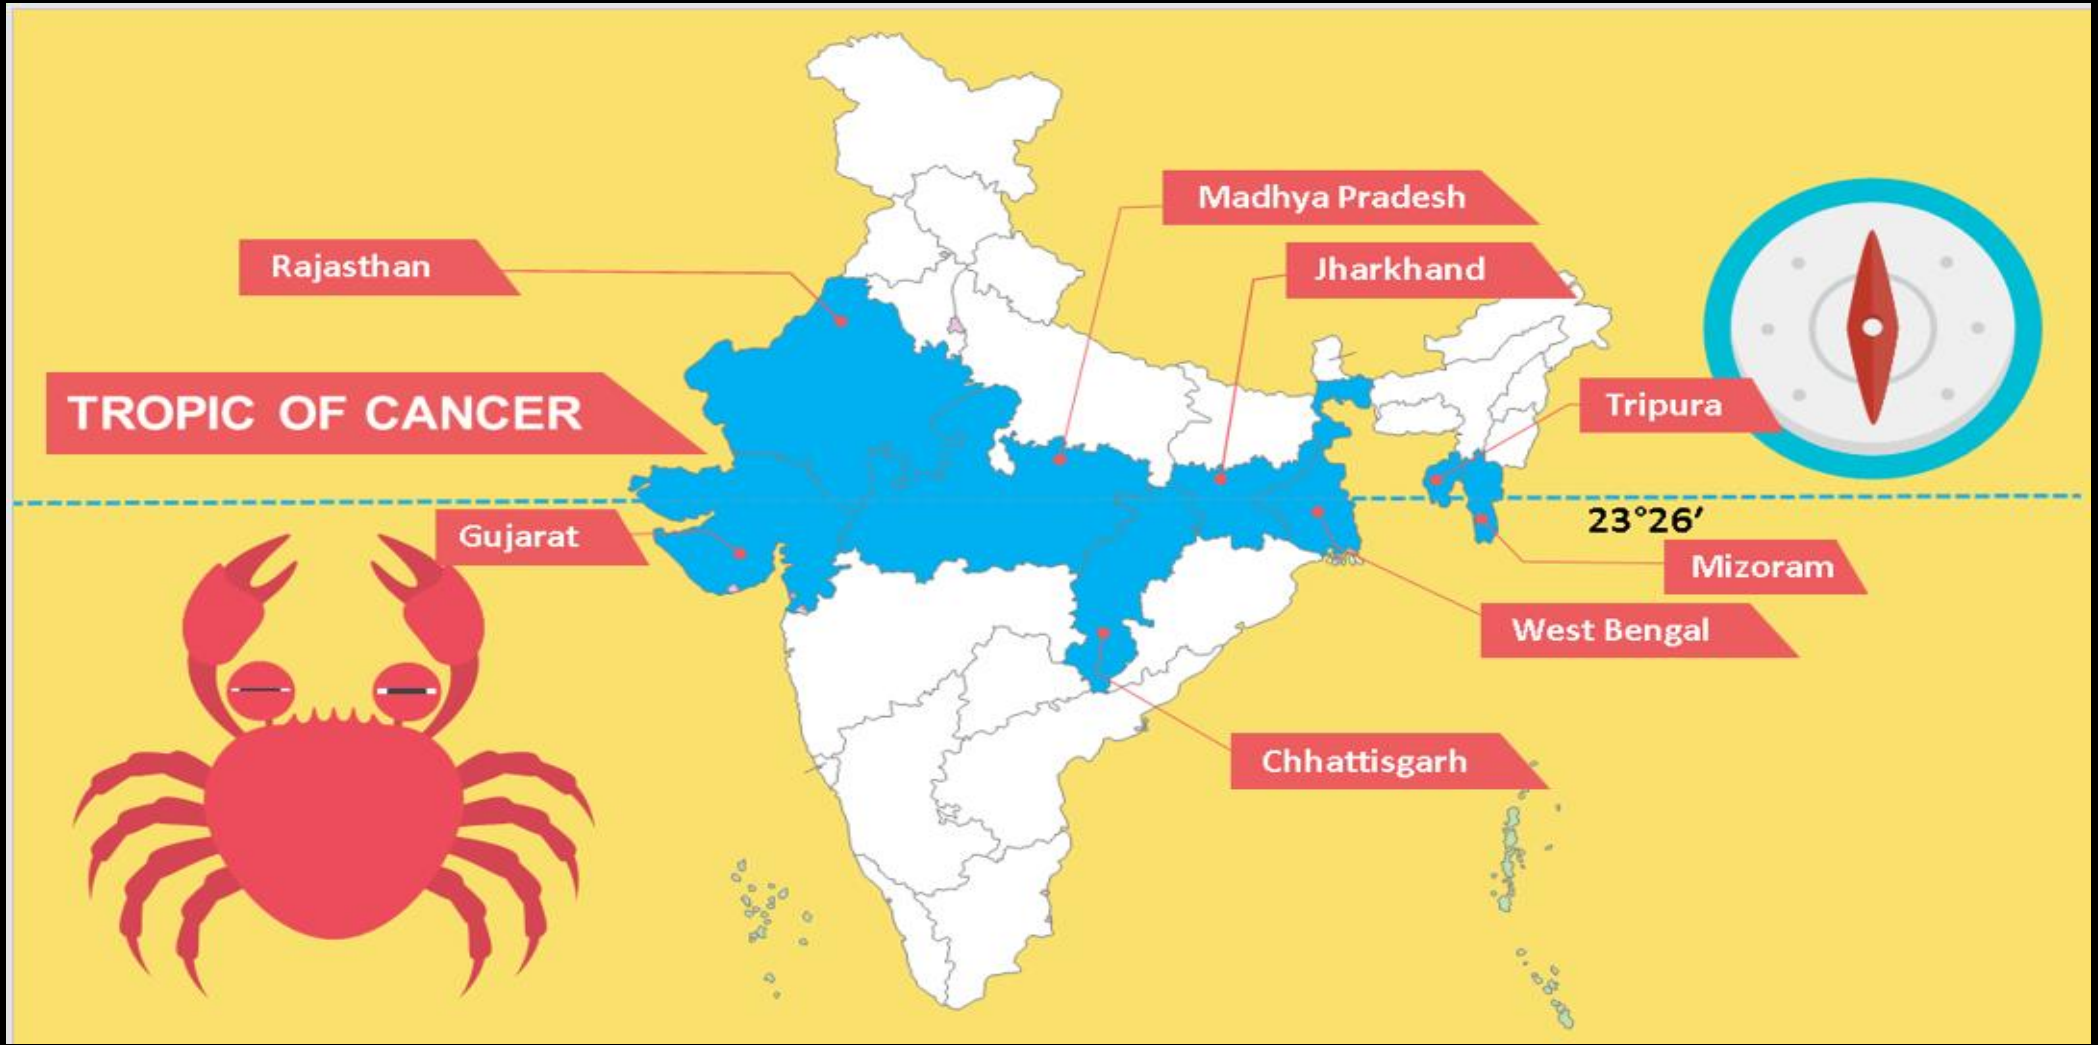 Madhya Pradesh
Rajasthan
Jharkhand
TROPIC OF CANCER
Tripura
Gujarat
23°26′
Mizoram
West Bengal
Chhattisgarh